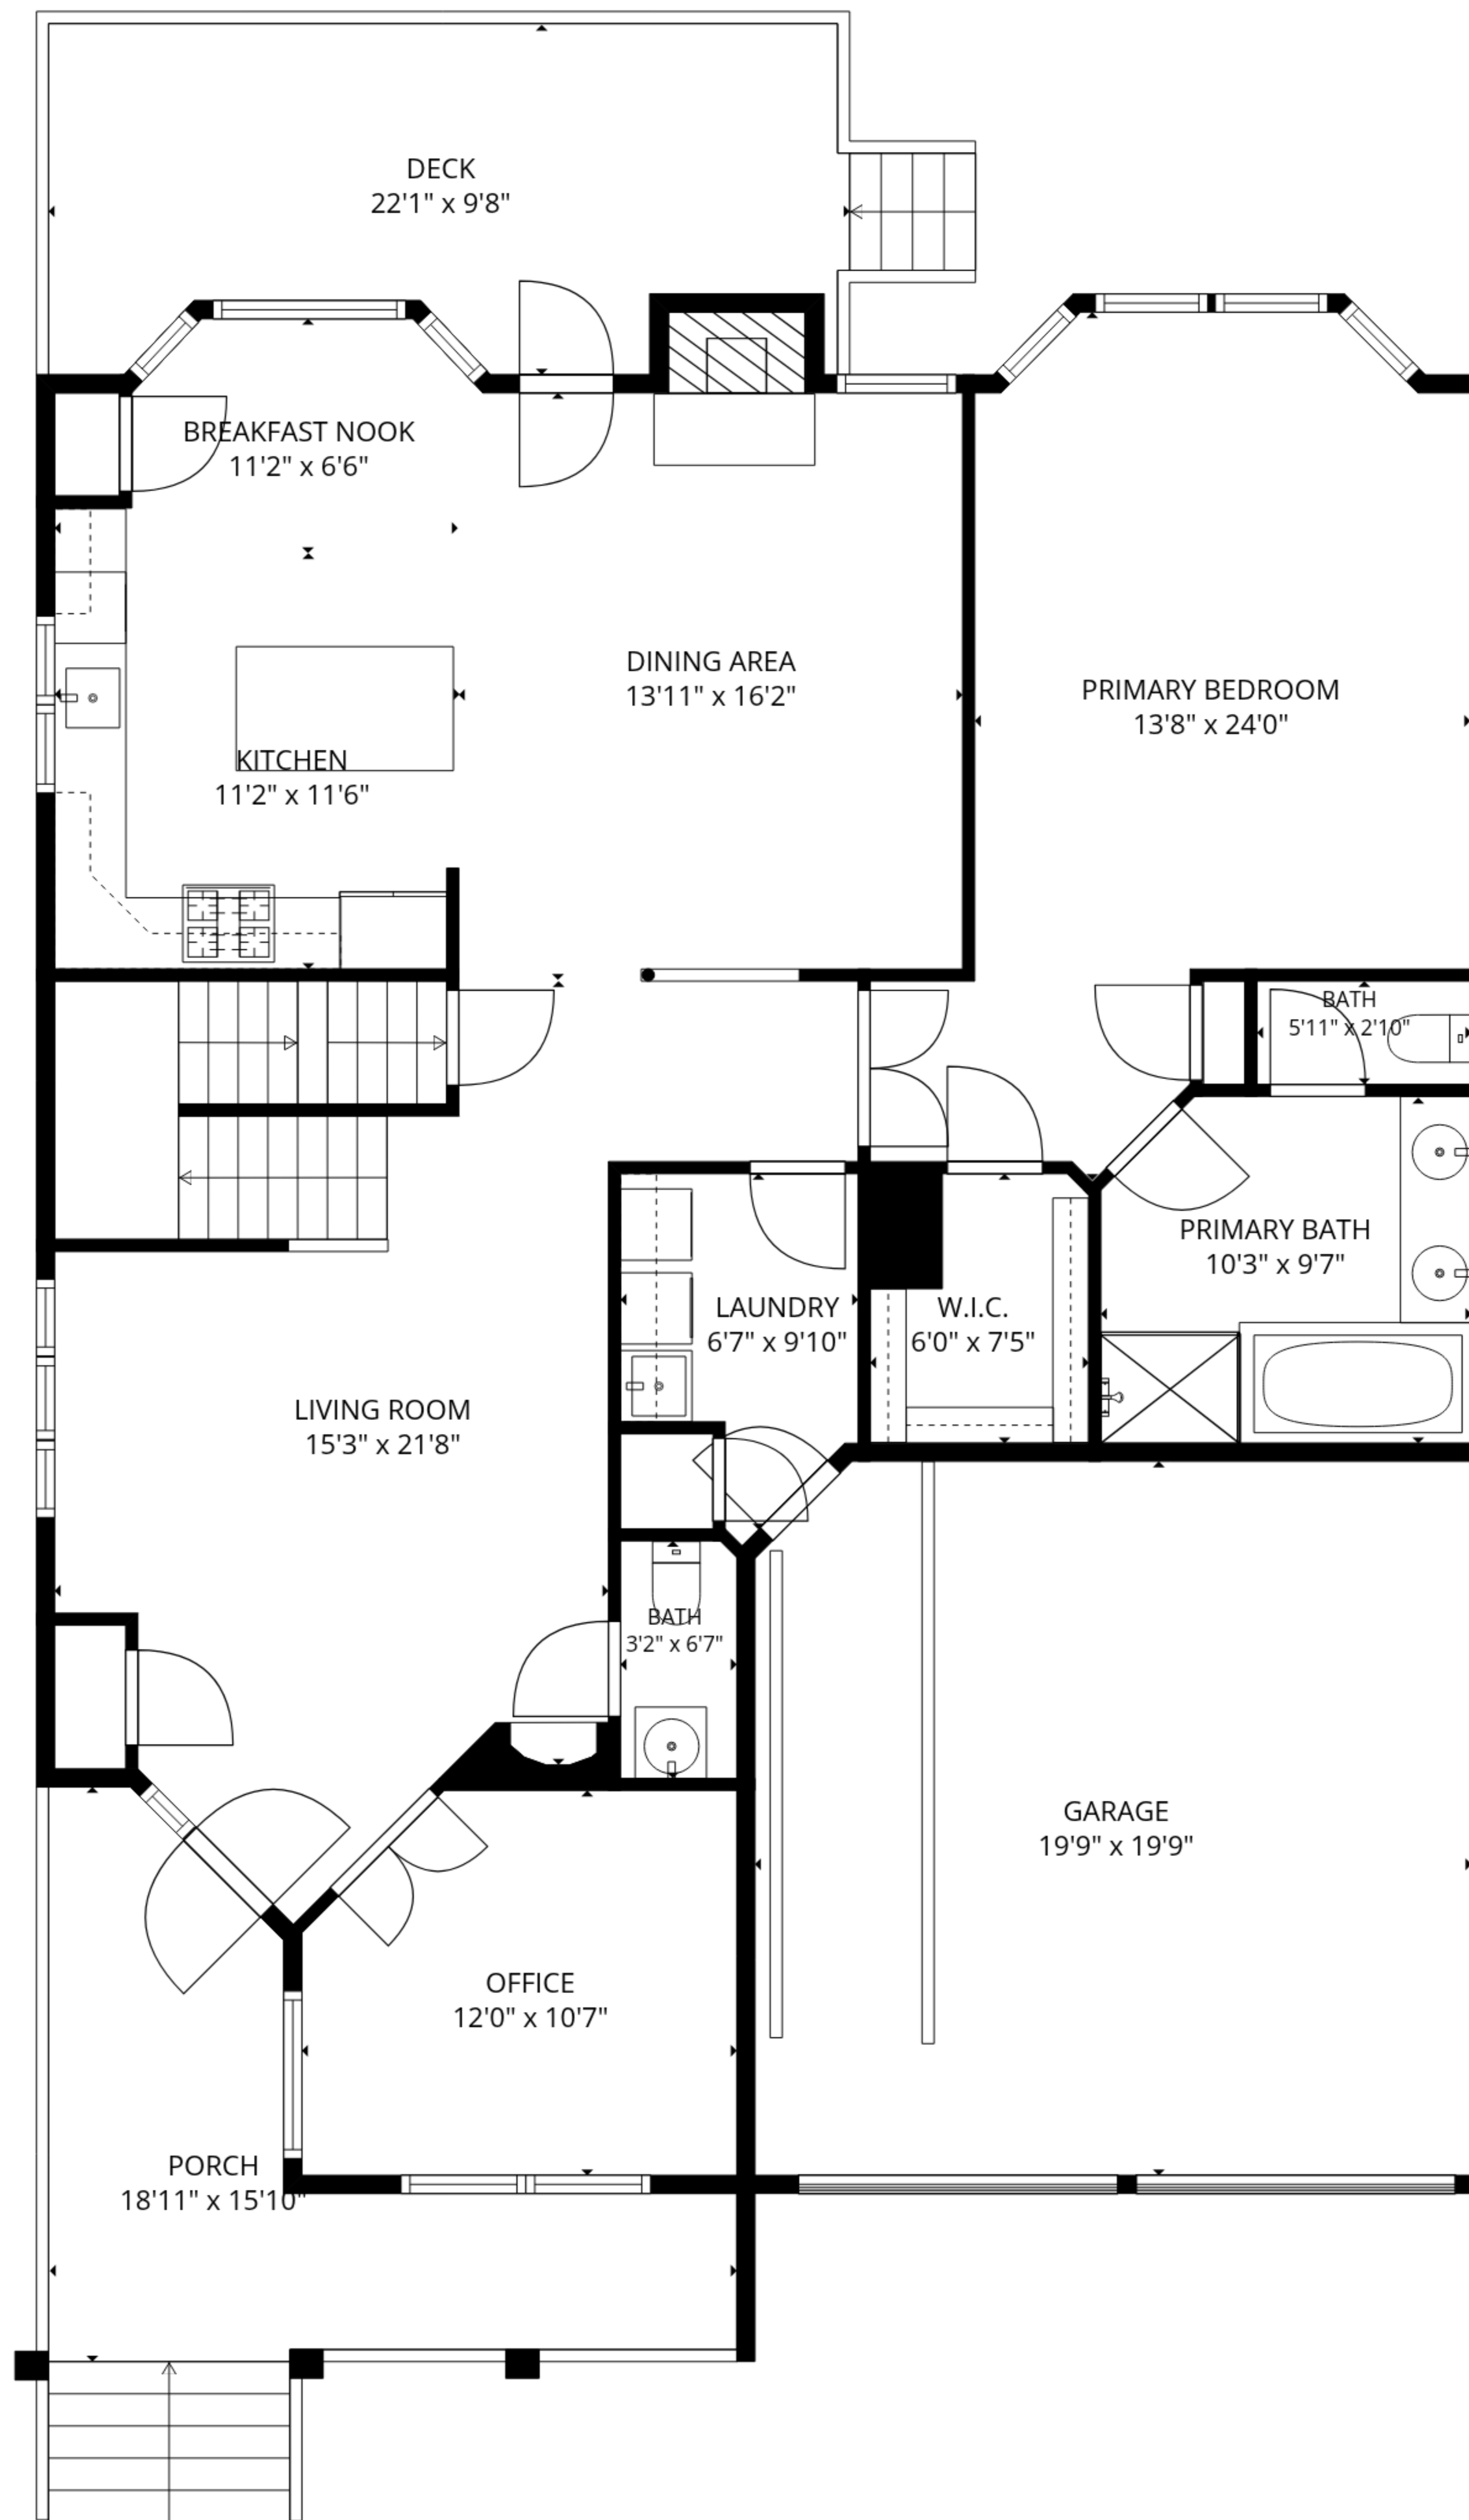 DECK
22'1" x 9'8"
BREAKFAST NOOK
11'2" x 6'6"
DINING AREA
13'11" x 16'2"
PRIMARY BEDROOM
13'8" x 24'0"
KITCHEN
11'2" x 11'6"
BATH
5'11" x 2'10"
PRIMARY BATH
10'3" x 9'7"
LAUNDRY
6'7" x 9'10"
W.I.C.
6'0" x 7'5"
LIVING ROOM
15'3" x 21'8"
BATH
3'2" x 6'7"
GARAGE
19'9" x 19'9"
OFFICE
12'0" x 10'7"
PORCH
18'11" x 15'10"